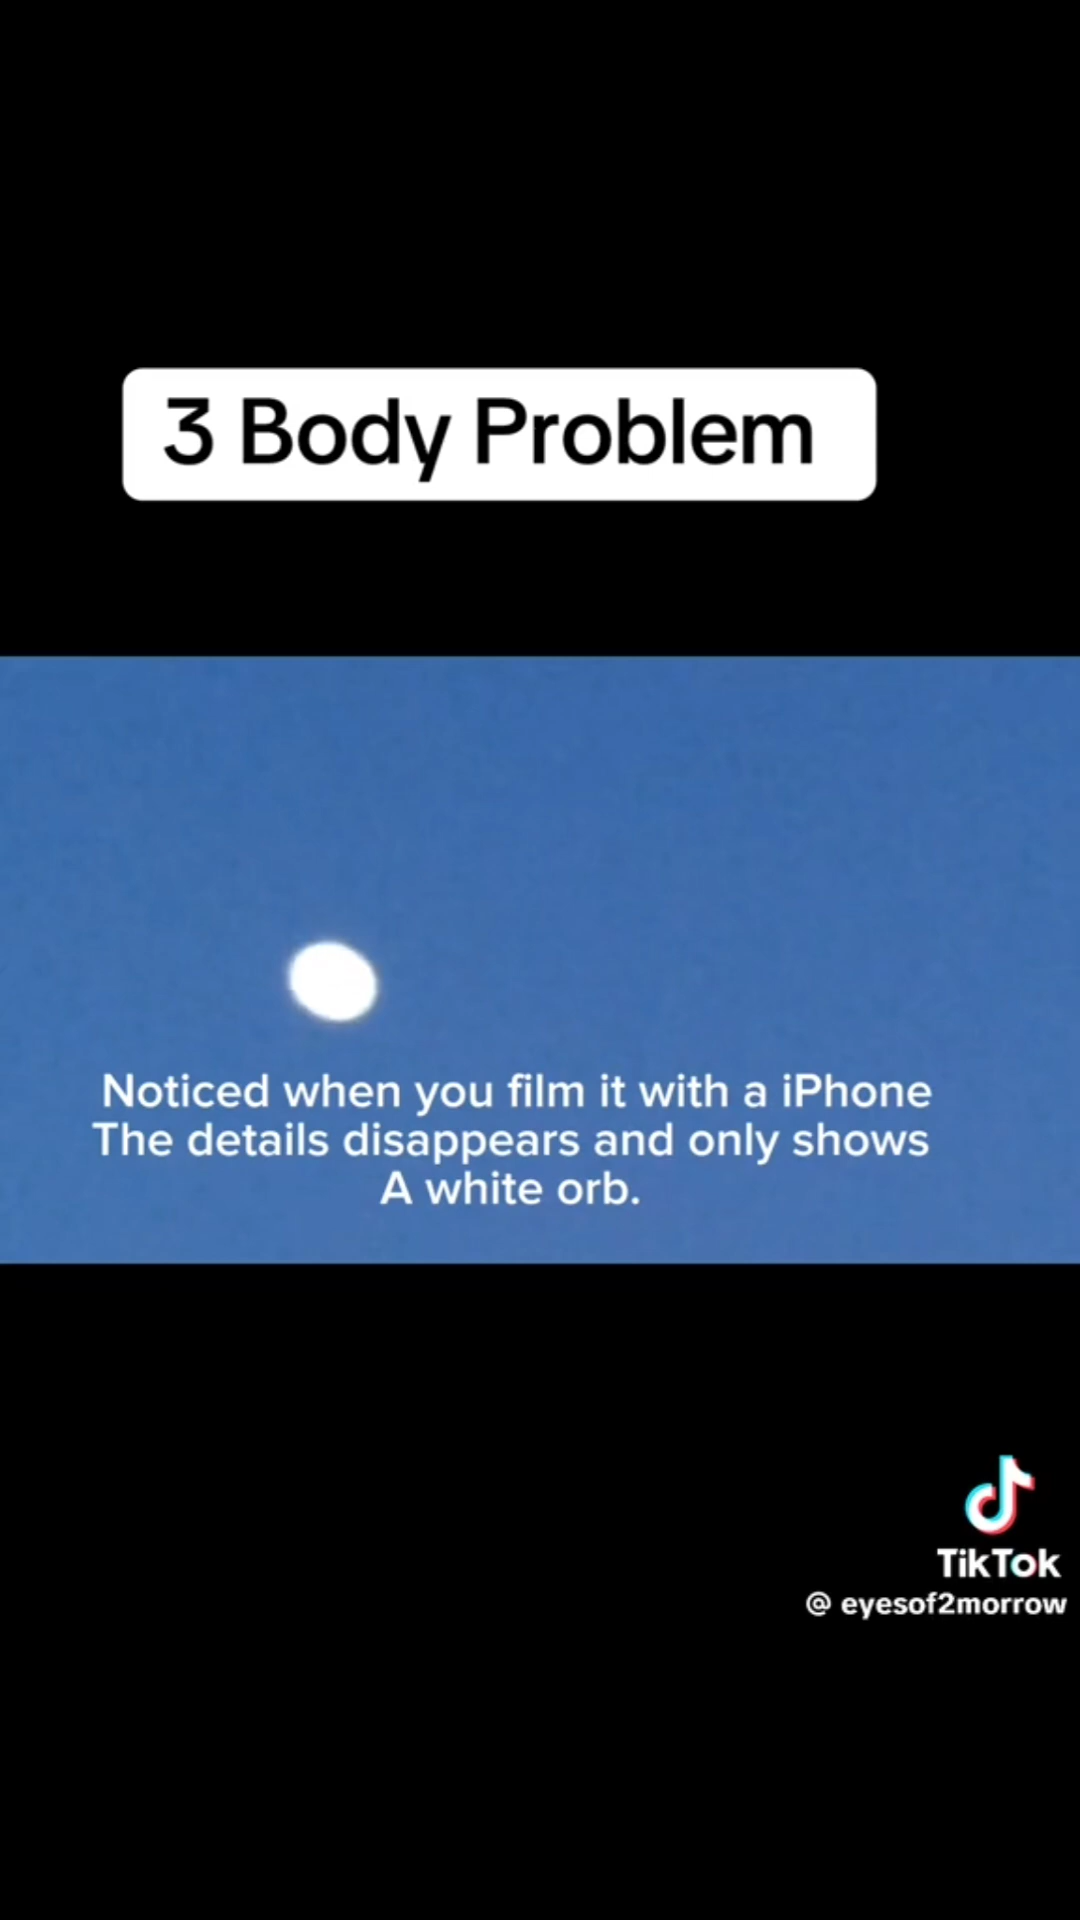 3 Body Problem
Noticed when you film it with a iPhone
The details disappears and only shows
A white orb.
TikTok
@ eyesof2morrow